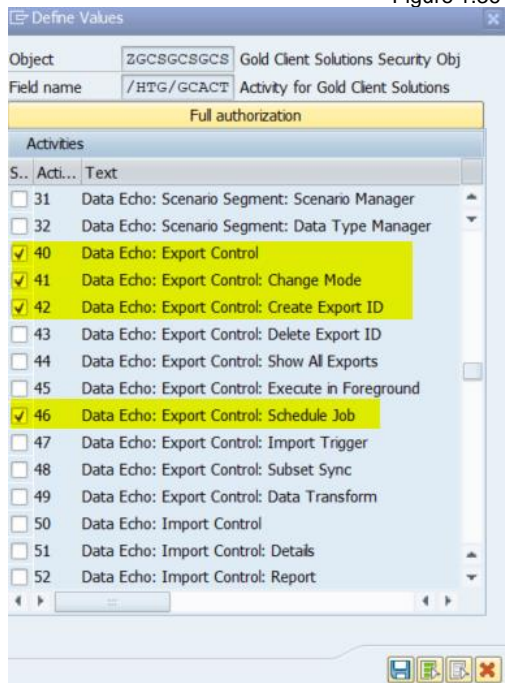 Define Values
Object ZGCSGCSGCS Gold Client Solutions Security Obj
Field name /HTG/GCACT Activity for Gold Client Solutions
Full authorization
Activities
S.. Acti... Text
31 Data Echo: Scenario Segment: Scenario Manager
32 Data Echo: Scenario Segment: Data Type Manager
40 Data Echo: Export Control
41 Data Echo: Export Control: Change Mode
42 Data Echo: Export Control: Create Export ID
43 Data Echo: Export Control: Delete Export ID
44 Data Echo: Export Control: Show All Exports
45 Data Echo: Export Control: Execute in Foreground
46 Data Echo: Export Control: Schedule Job
47 Data Echo: Export Control: Import Trigger
48 Data Echo: Export Control: Subset Sync
49 Data Echo: Export Control: Data Transform
50 Data Echo: Import Control
51 Data Echo: Import Control: Details
52 Data Echo: Import Control: Report